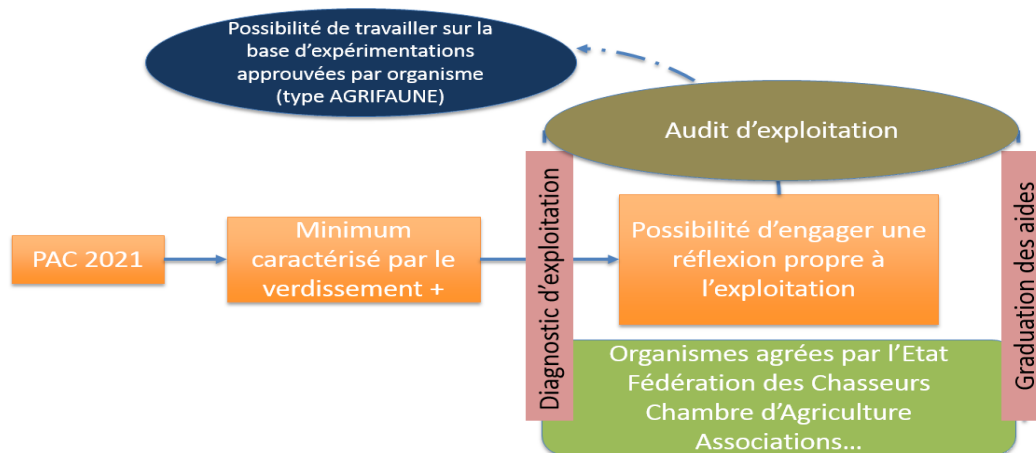 Possibilité de travailler sur la
base d'expérimentations
approuvées par organisme
(type AGRIFAUNE)
Audit d'exploitation
PAC 2021
Minimum
caractérisé par le
verdissement +
Diagnostic d'exploitation
Possibilité d'engager une
réflexion propre à
l'exploitation
Graduation des aides
Organismes agrées par l'Etat
Fédération des Chasseurs
Chambre d'Agriculture
Associations...